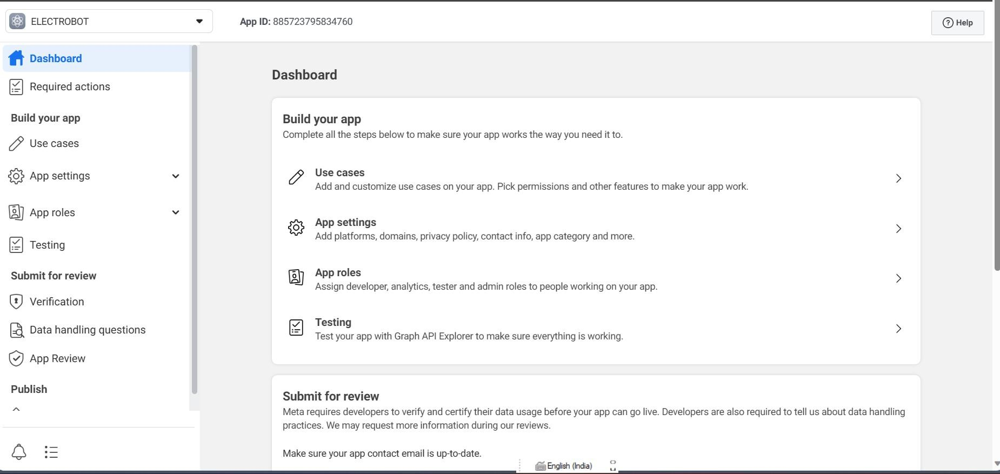 ELECTROBOT
App ID: 885723795834760
Help
Dashboard
Required actions
Build your app
Use cases
App settings
App roles
Testing
Submit for review
Verification
Data handling questions
App Review
Publish
Dashboard
Build your app
Complete all the steps below to make sure your app works the way you need it to.
Use cases
Add and customize use cases on your app. Pick permissions and other features to make your app work.
App settings
Add platforms, domains, privacy policy, contact info, app category and more.
App roles
Assign developer, analytics, tester and admin roles to people working on your app.
Testing
Test your app with Graph API Explorer to make sure everything is working.
Submit for review
Meta requires developers to verify and certify their data usage before your app can go live. Developers are also required to tell us about data handling
practices. We may request more information during our reviews.
Make sure your app contact email is up-to-date.
English (India)